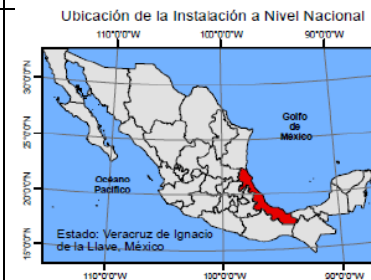 Ubicación de la Instalación a Nivel Nacional
110°0'0"W 100°0'0"W 90°0'0"W
30°0'0"N
25°0'0"N
20°0'0"N
15°0'0"N
Golfo
de
México
Océano
Pacífico
Estado: Veracruz de Ignacio
de la Llave, México
110°0'0"W 100°0'0"W 90°0'0"W